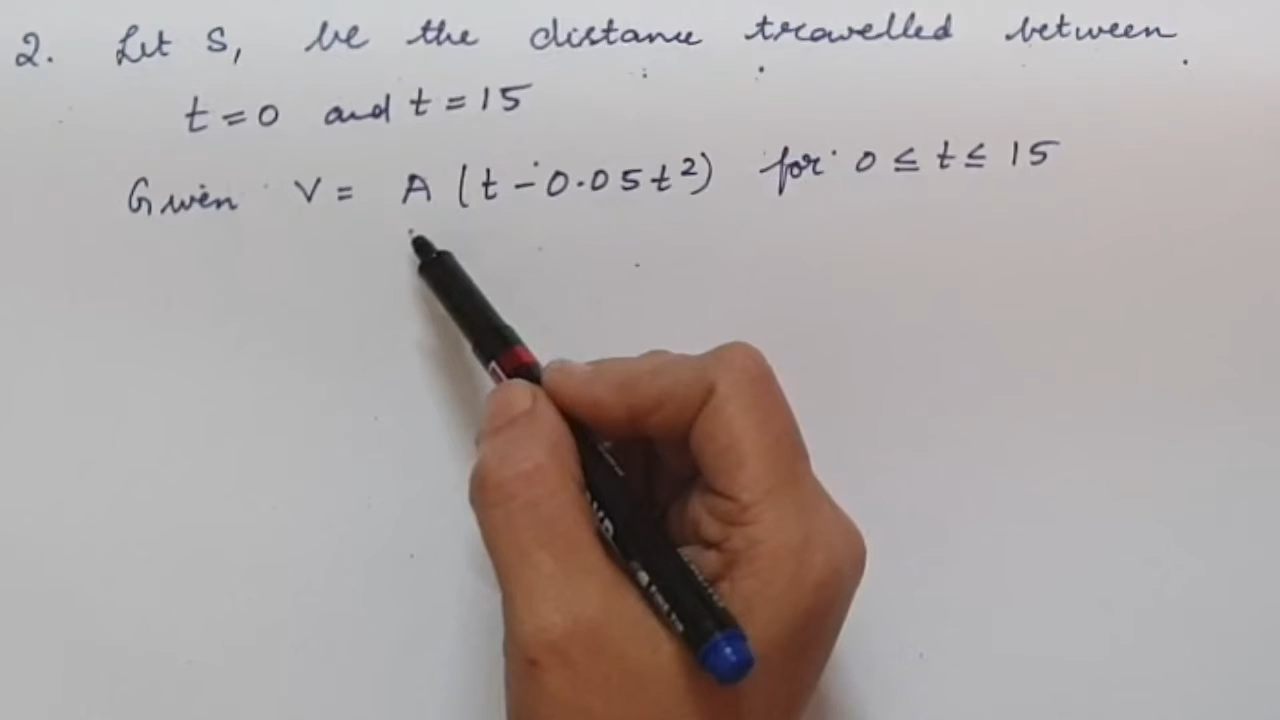 2. Let S, be the distance travelled between
t = 0 and t = 15
Given V = A (t - 0.05t²) for 0 ≤ t ≤ 15